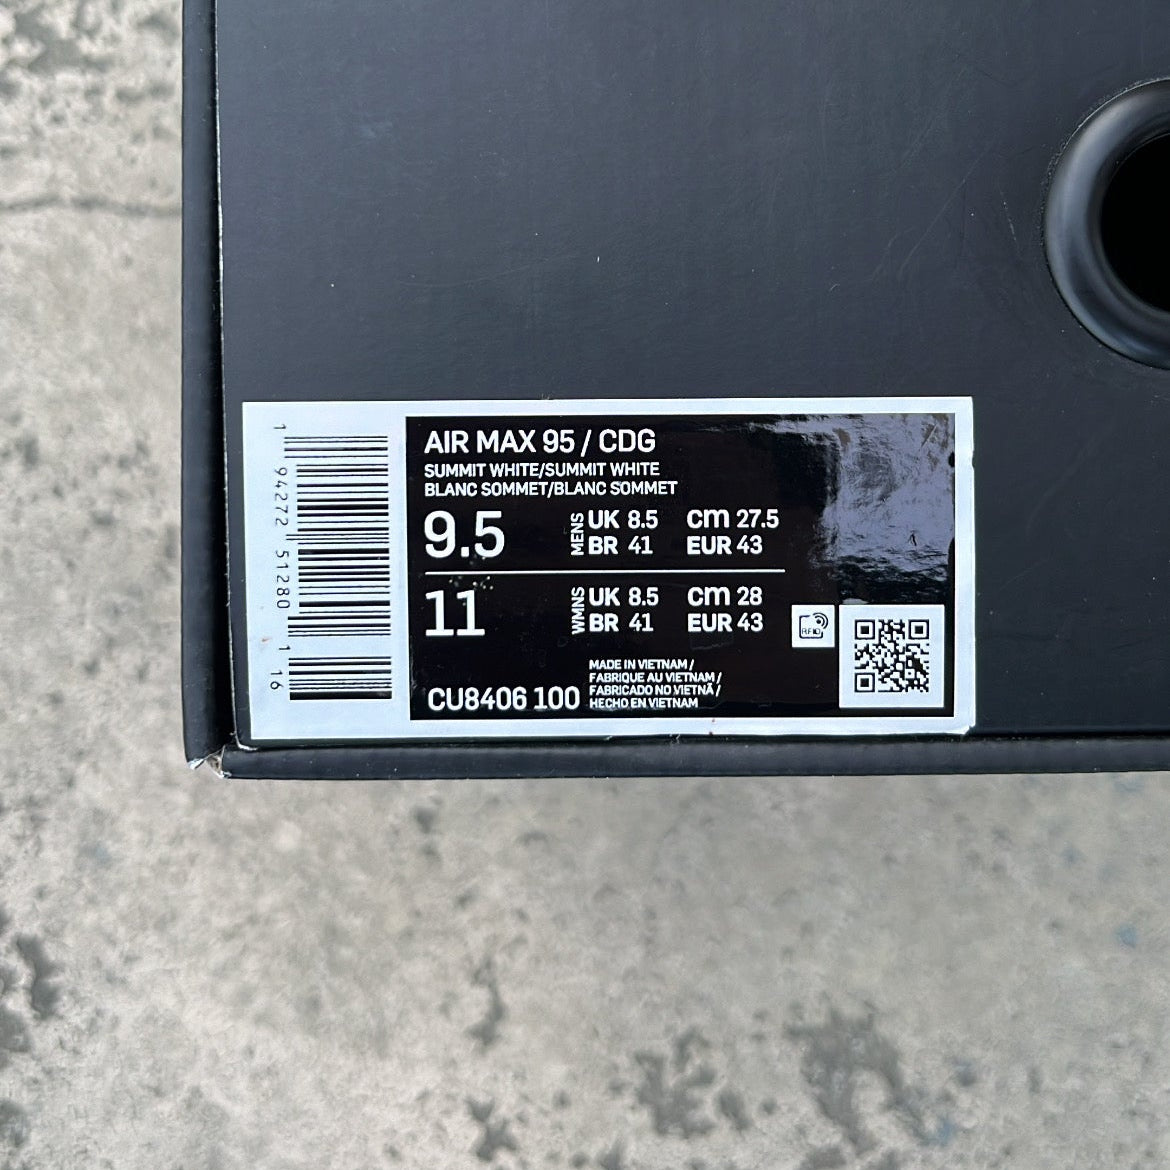 AIR MAX 95 / CDG
SUMMIT WHITE/SUMMIT WHITE
BLANC SOMMET/BLANC SOMMET
9.5 MENS UK 8.5 cm 27.5
BR 41 EUR 43
11 WMNS UK 8.5 cm 28
BR 41 EUR 43
CU8406 100
MADE IN VIETNAM /
FABRIQUE AU VIETNAM /
FABRICADO NO VIETNÃ /
HECHO EN VIETNAM
RFID
1 94272 51280 1 16